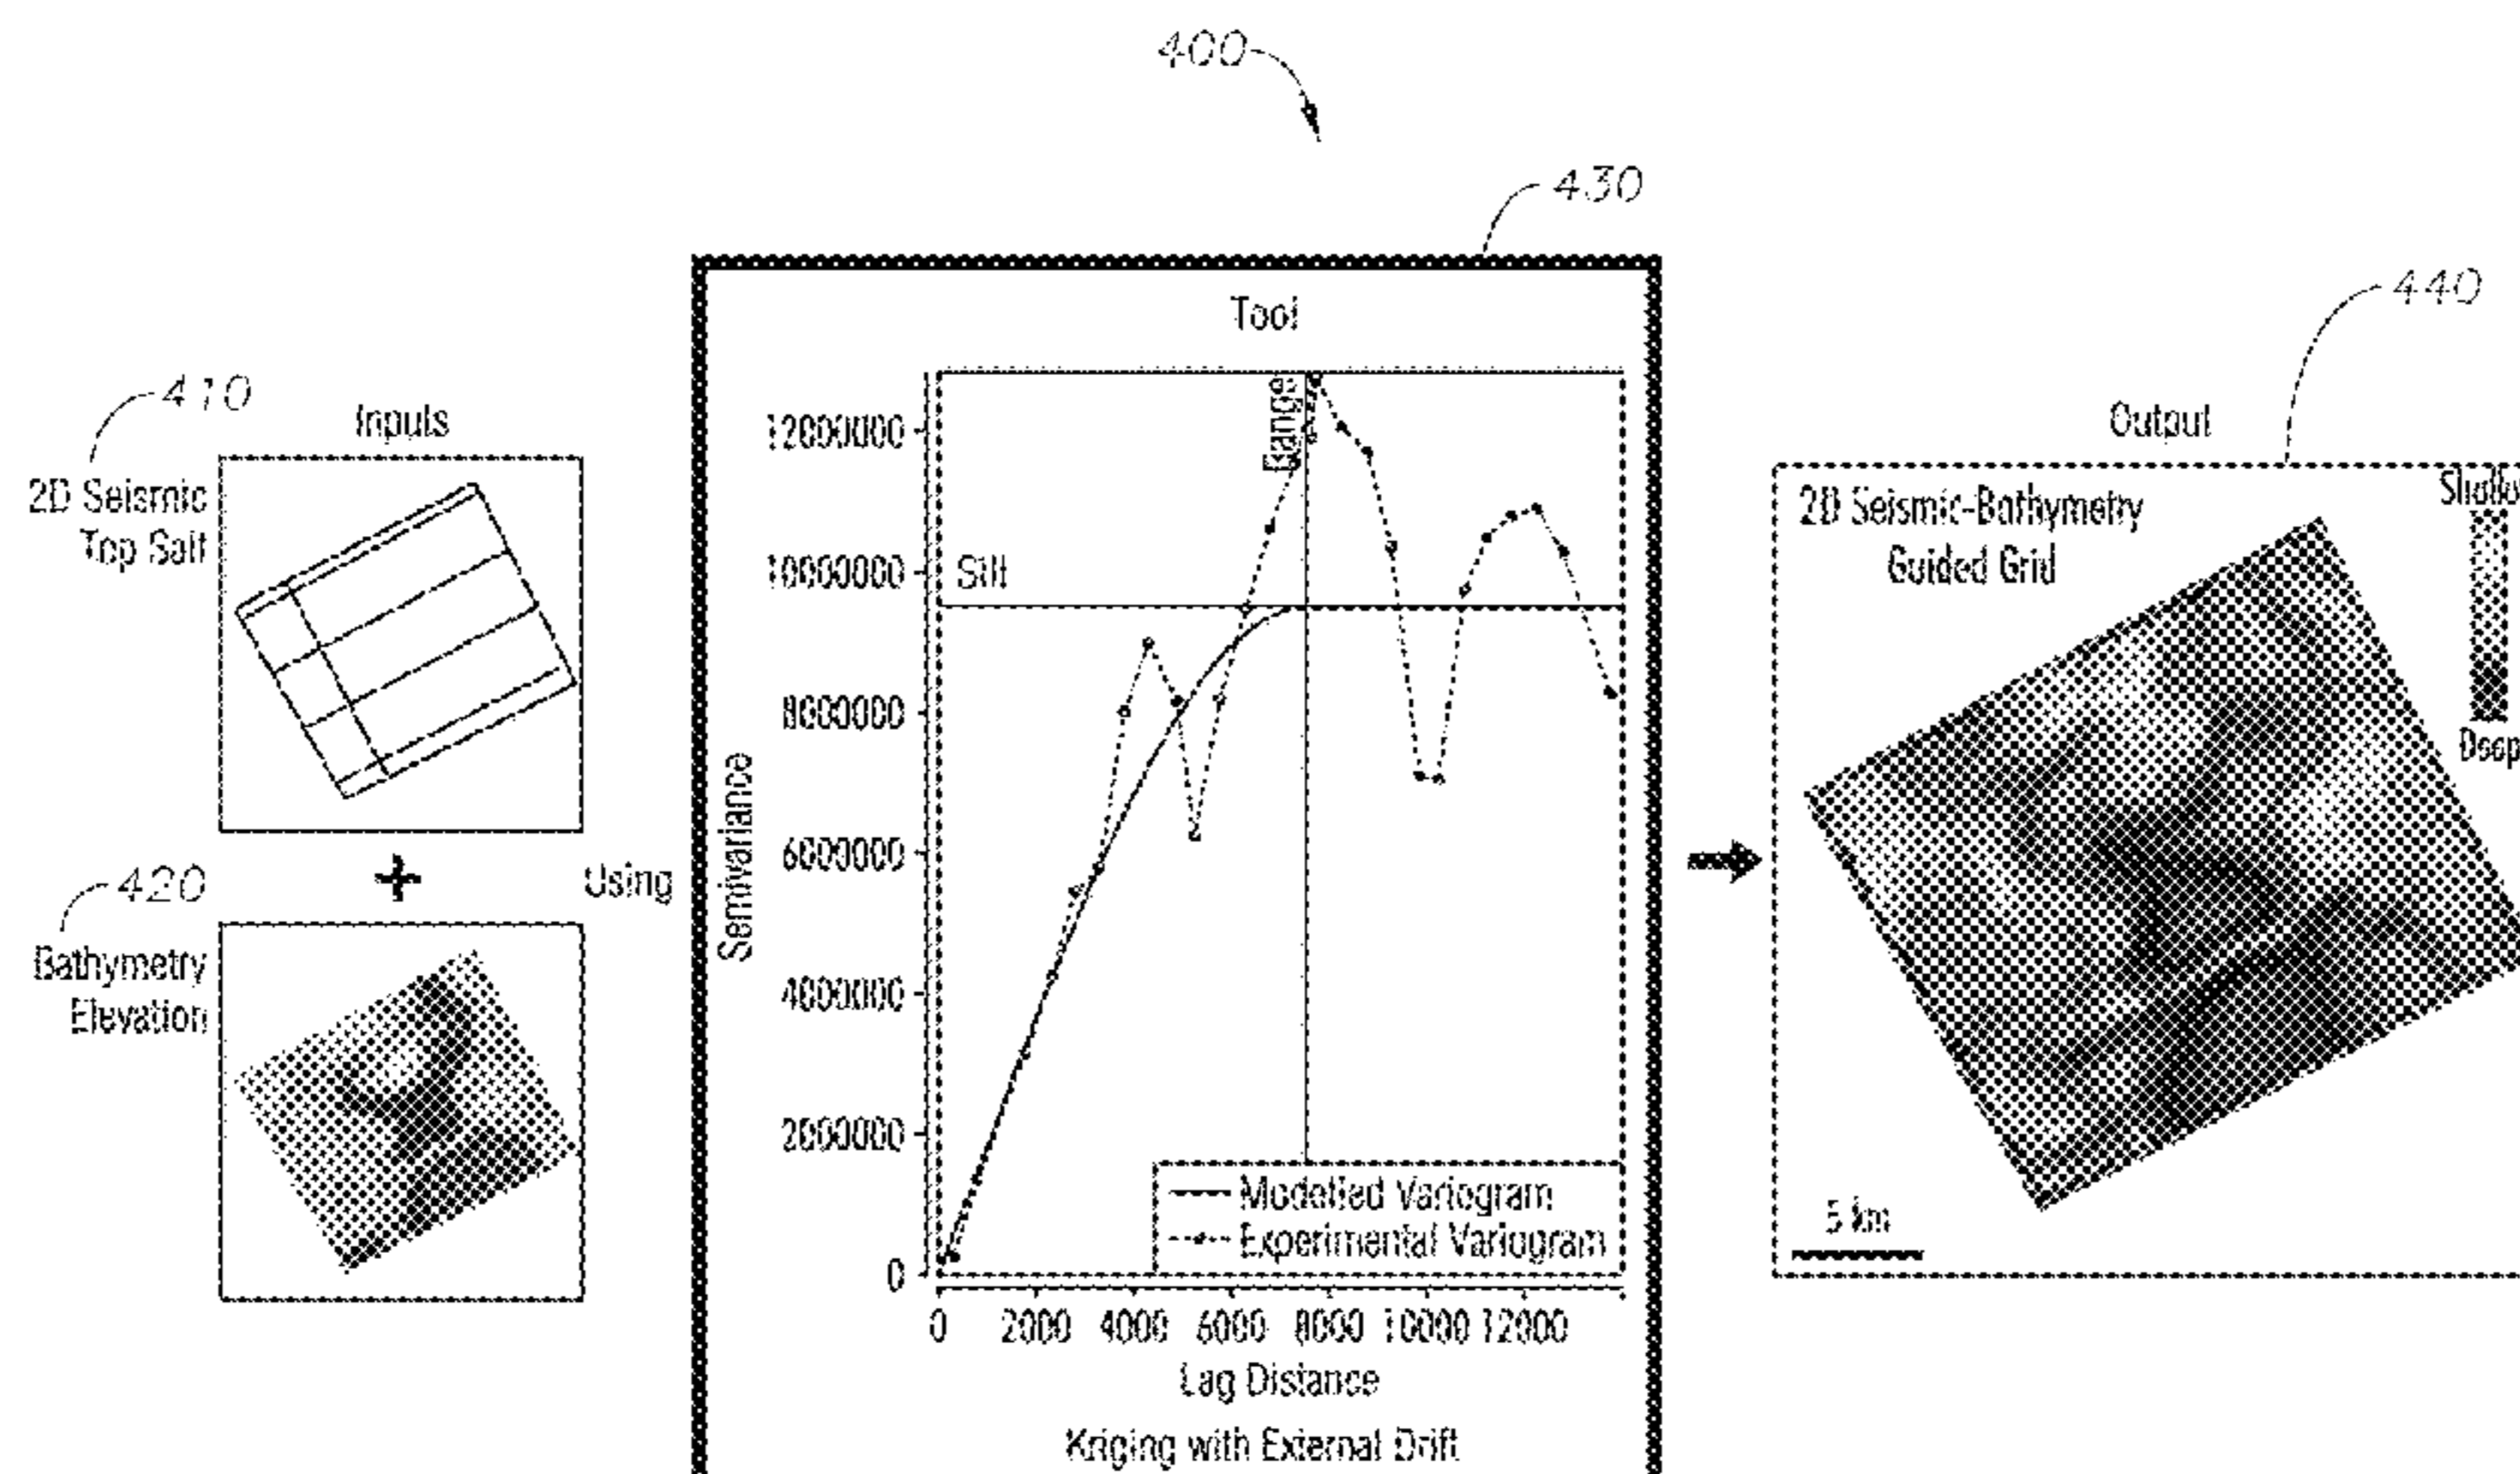 400
430
440
410
Inputs
2D Seismic
Top Salt
420
Using
Bathymetry
Elevation
Tool
Range
12000000
10000000
8000000
6000000
4000000
2000000
0
Semivariance
Sill
Modelled Variogram
Experimental Variogram
0 2000 4000 6000 8000 10000 12000
Lag Distance
Kriging with External Drift
Output
2D Seismic-Bathymetry
Guided Grid
Shallo
Deep
5 km